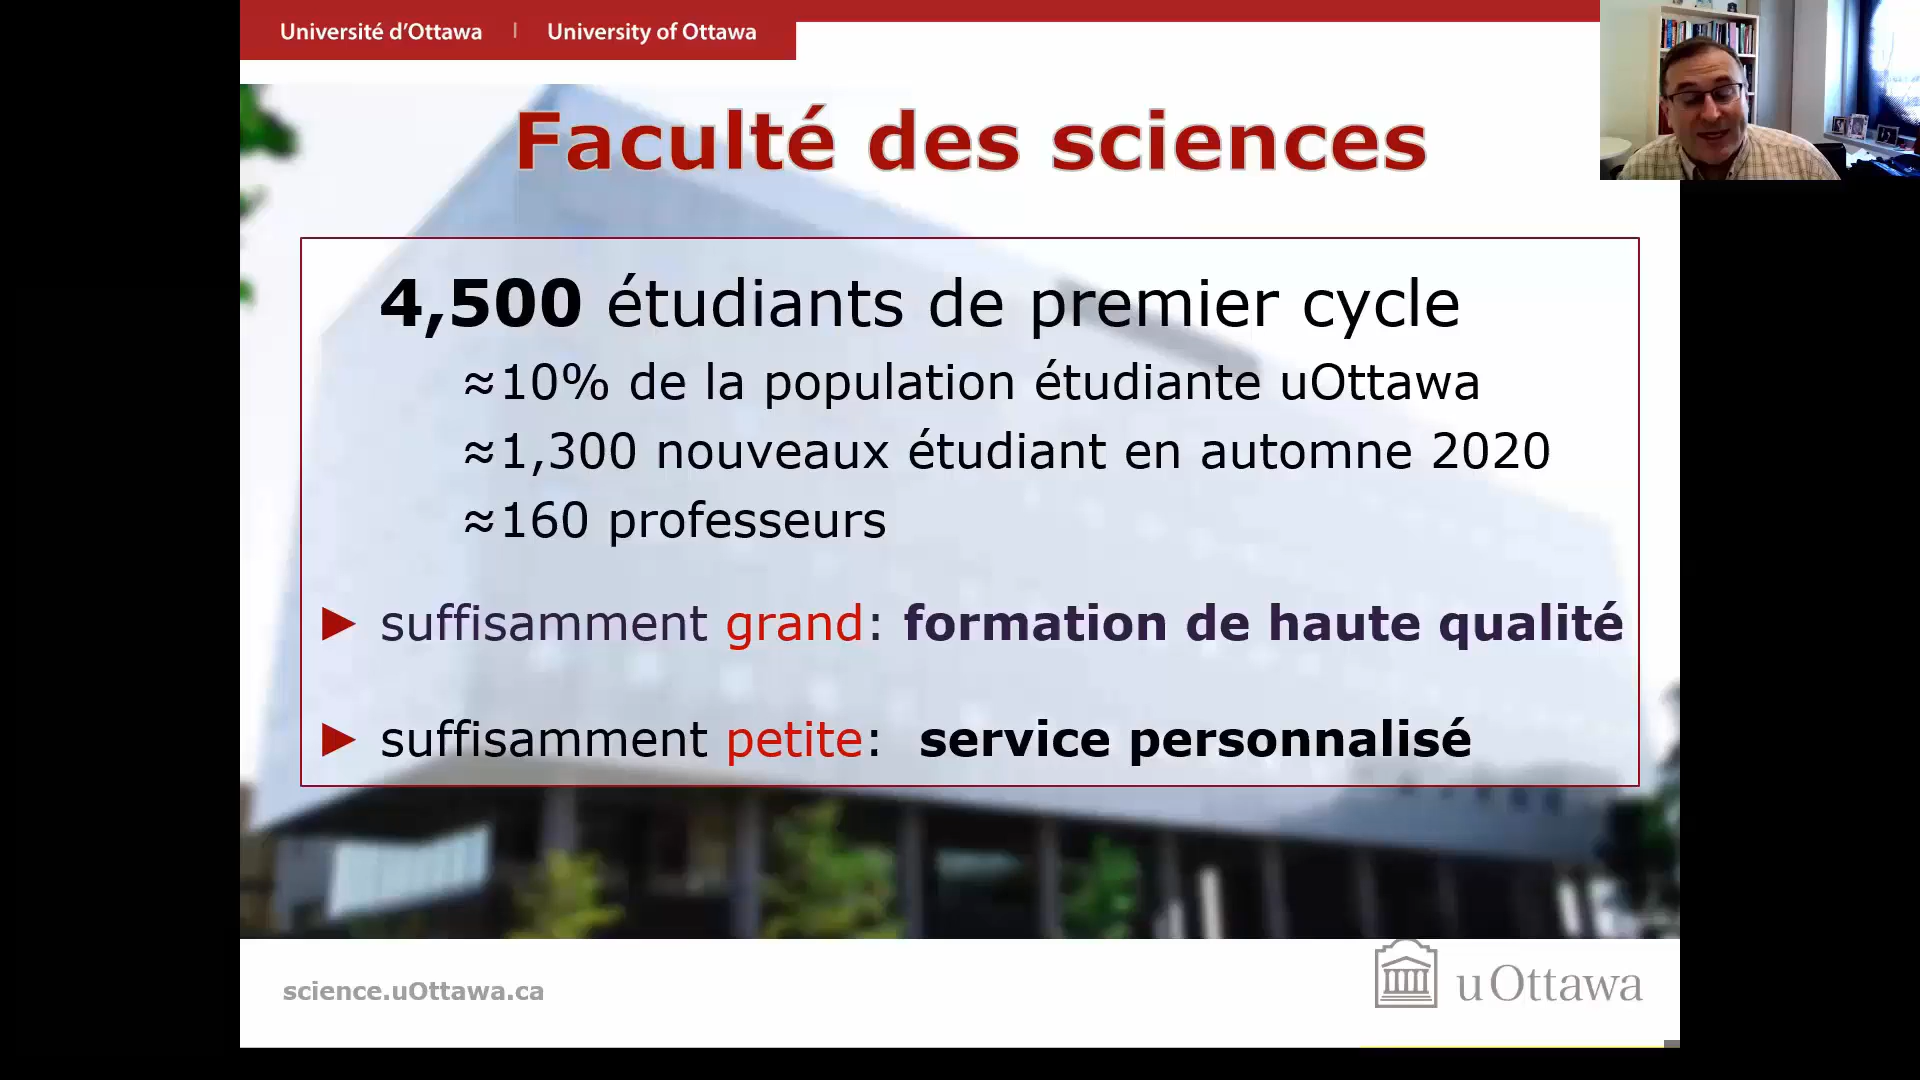 Université d'Ottawa | University of Ottawa
Faculté des sciences
4,500 étudiants de premier cycle
≈10% de la population étudiante uOttawa
≈1,300 nouveaux étudiant en automne 2020
≈160 professeurs
► suffisamment grand: formation de haute qualité
► suffisamment petite: service personnalisé
science.uOttawa.ca
uOttawa